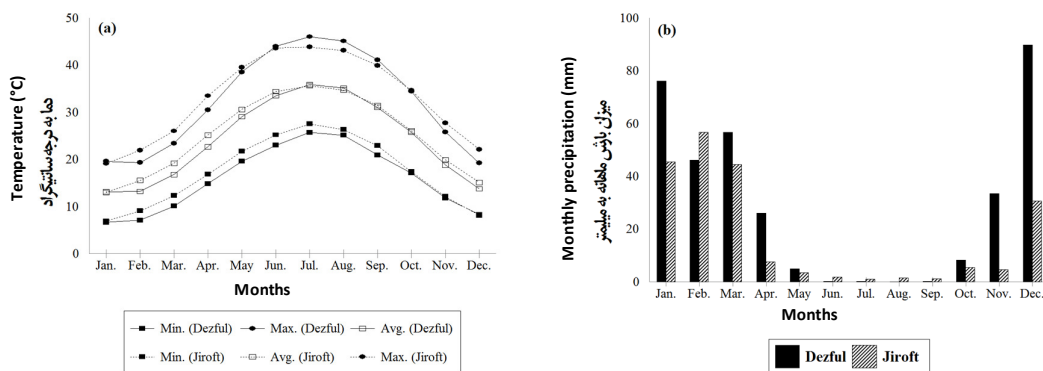 (a)
50
40
30
20
10
0
Temperature (°C)
دما به درجه سانتیگراد
Jan. Feb. Mar. Apr. May Jun. Jul. Aug. Sep. Oct. Nov. Dec.
Months
Min. (Dezful) Max. (Dezful) Avg. (Dezful)
Min. (Jiroft) Avg. (Jiroft) Max. (Jiroft)
(b)
100
80
60
40
20
0
Monthly precipitation (mm)
میزان بارش ماهانه به میلیمتر
Jan. Feb. Mar. Apr. May Jun. Jul. Aug. Sep. Oct. Nov. Dec.
Months
Dezful Jiroft